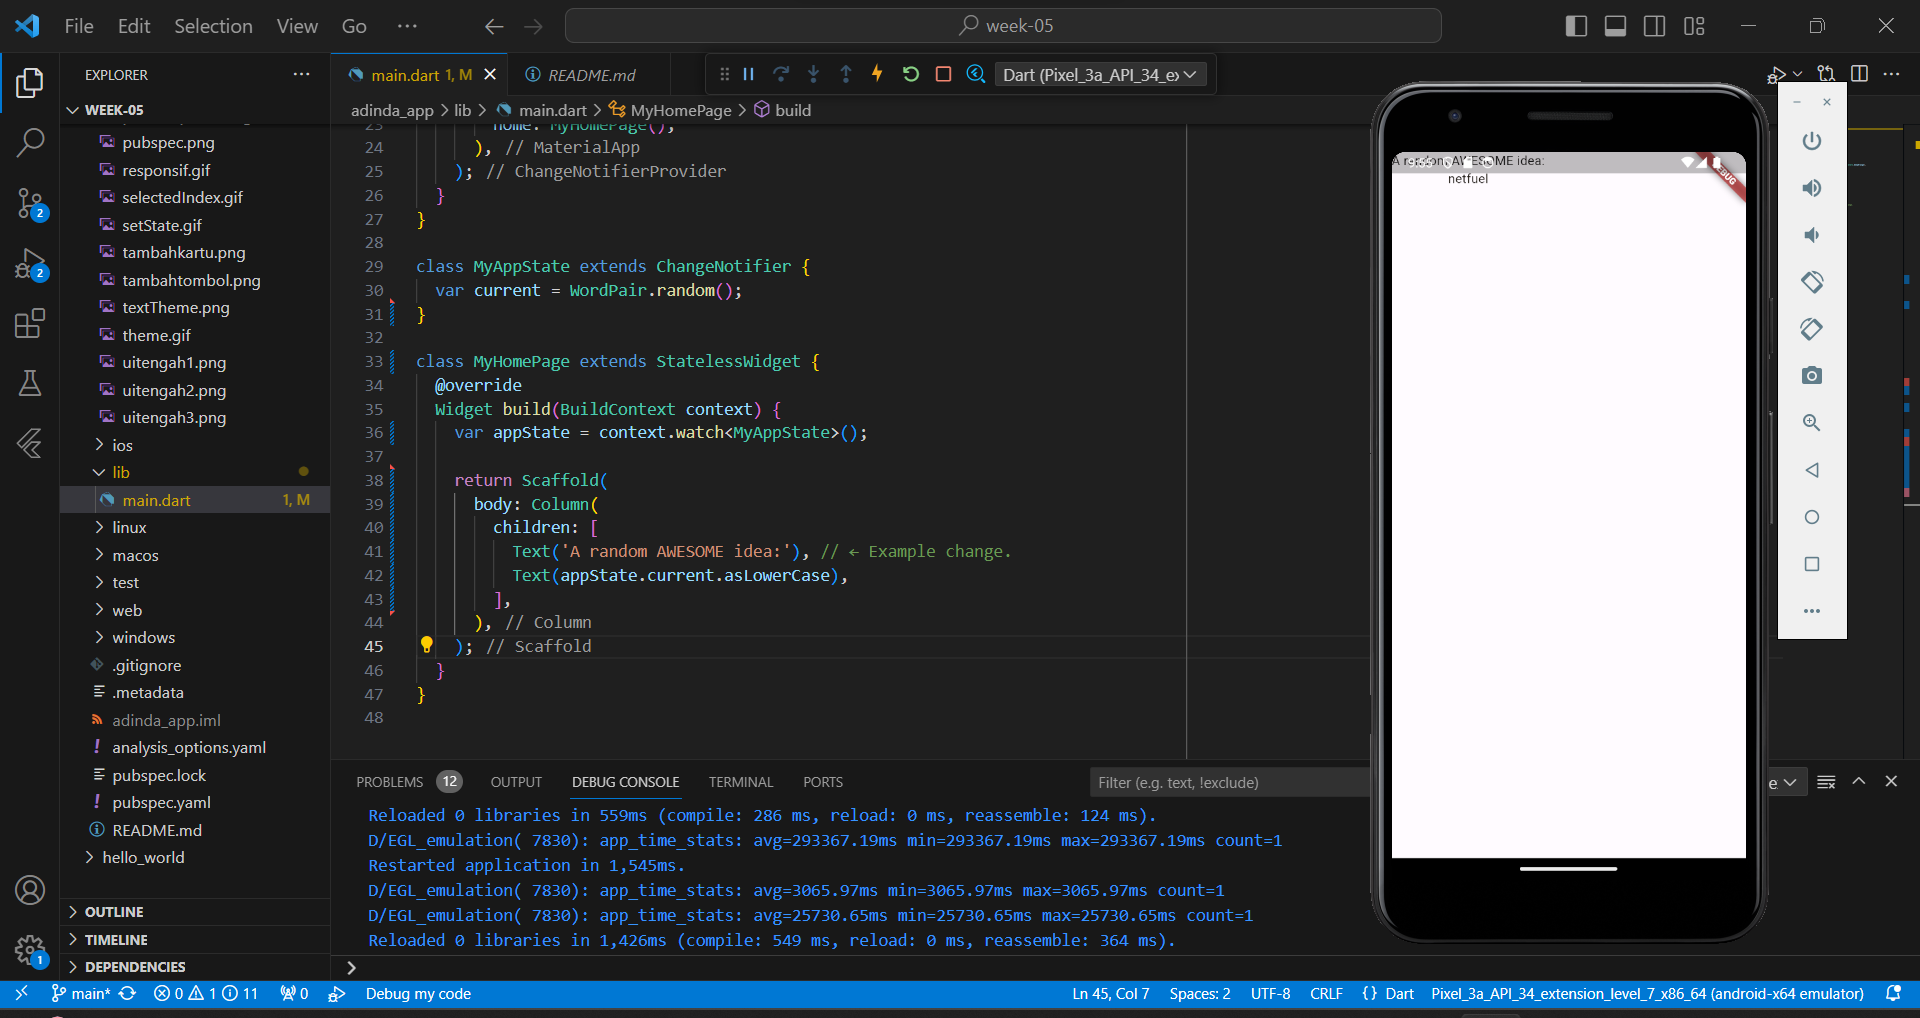 File Edit Selection View Go ··· week-05
EXPLORER ···
WEEK-05
pubspec.png
responsif.gif
selectedIndex.gif
setState.gif
tambahkartu.png
tambahtombol.png
textTheme.png
theme.gif
uitengah1.png
uitengah2.png
uitengah3.png
ios
lib
main.dart 1, M
linux
macos
test
web
windows
.gitignore
.metadata
adinda_app.iml
analysis_options.yaml
pubspec.lock
pubspec.yaml
README.md
hello_world
OUTLINE
TIMELINE
DEPENDENCIES
2
2
1
main.dart 1, M README.md
Dart (Pixel_3a_API_34_ex
adinda_app > lib > main.dart > MyHomePage > build
23 home: MyHomePage(),
24 ), // MaterialApp
25 ); // ChangeNotifierProvider
26 }
27 }
28
29 class MyAppState extends ChangeNotifier {
30 var current = WordPair.random();
31 }
32
33 class MyHomePage extends StatelessWidget {
34 @override
35 Widget build(BuildContext context) {
36 var appState = context.watch<MyAppState>();
37
38 return Scaffold(
39 body: Column(
40 children: [
41 Text('A random AWESOME idea:'), // ← Example change.
42 Text(appState.current.asLowerCase),
43 ],
44 ), // Column
45 ); // Scaffold
46 }
47 }
48
A random AWESOME idea:
netfuel
PROBLEMS 12 OUTPUT DEBUG CONSOLE TERMINAL PORTS Filter (e.g. text, !exclude)
Reloaded 0 libraries in 559ms (compile: 286 ms, reload: 0 ms, reassemble: 124 ms).
D/EGL_emulation( 7830): app_time_stats: avg=293367.19ms min=293367.19ms max=293367.19ms count=1
Restarted application in 1,545ms.
D/EGL_emulation( 7830): app_time_stats: avg=3065.97ms min=3065.97ms max=3065.97ms count=1
D/EGL_emulation( 7830): app_time_stats: avg=25730.65ms min=25730.65ms max=25730.65ms count=1
Reloaded 0 libraries in 1,426ms (compile: 549 ms, reload: 0 ms, reassemble: 364 ms).
main* 0 1 11 0 Debug my code Ln 45, Col 7 Spaces: 2 UTF-8 CRLF {} Dart Pixel_3a_API_34_extension_level_7_x86_64 (android-x64 emulator)